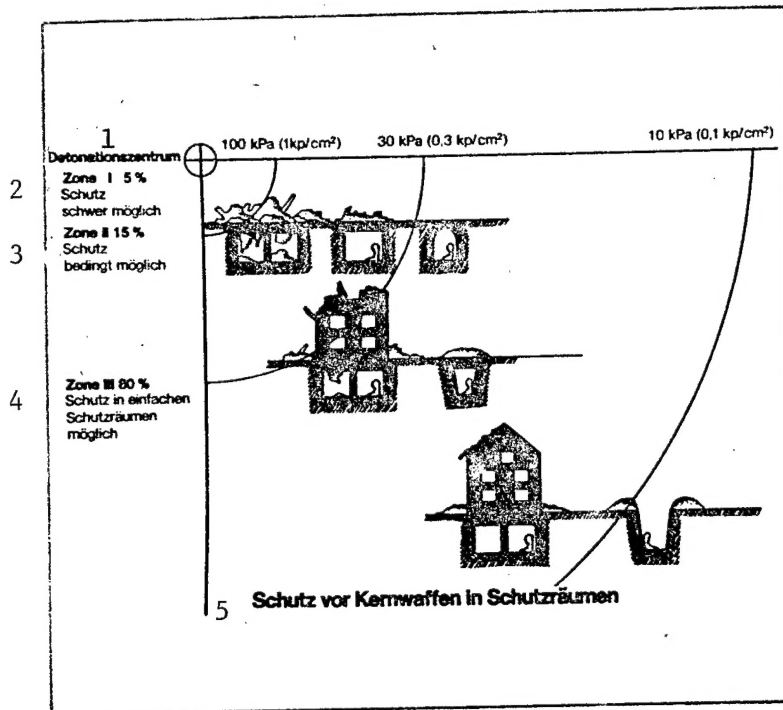 1
Detonationszentrum
100 kPa (1kp/cm²)
30 kPa (0,3 kp/cm²)
10 kPa (0,1 kp/cm²)
2
Zone I 5 %
Schutz
schwer möglich
3
Zone II 15 %
Schutz
bedingt möglich
4
Zone III 80 %
Schutz in einfachen
Schutzräumen
möglich
5
Schutz vor Kernwaffen in Schutzräumen